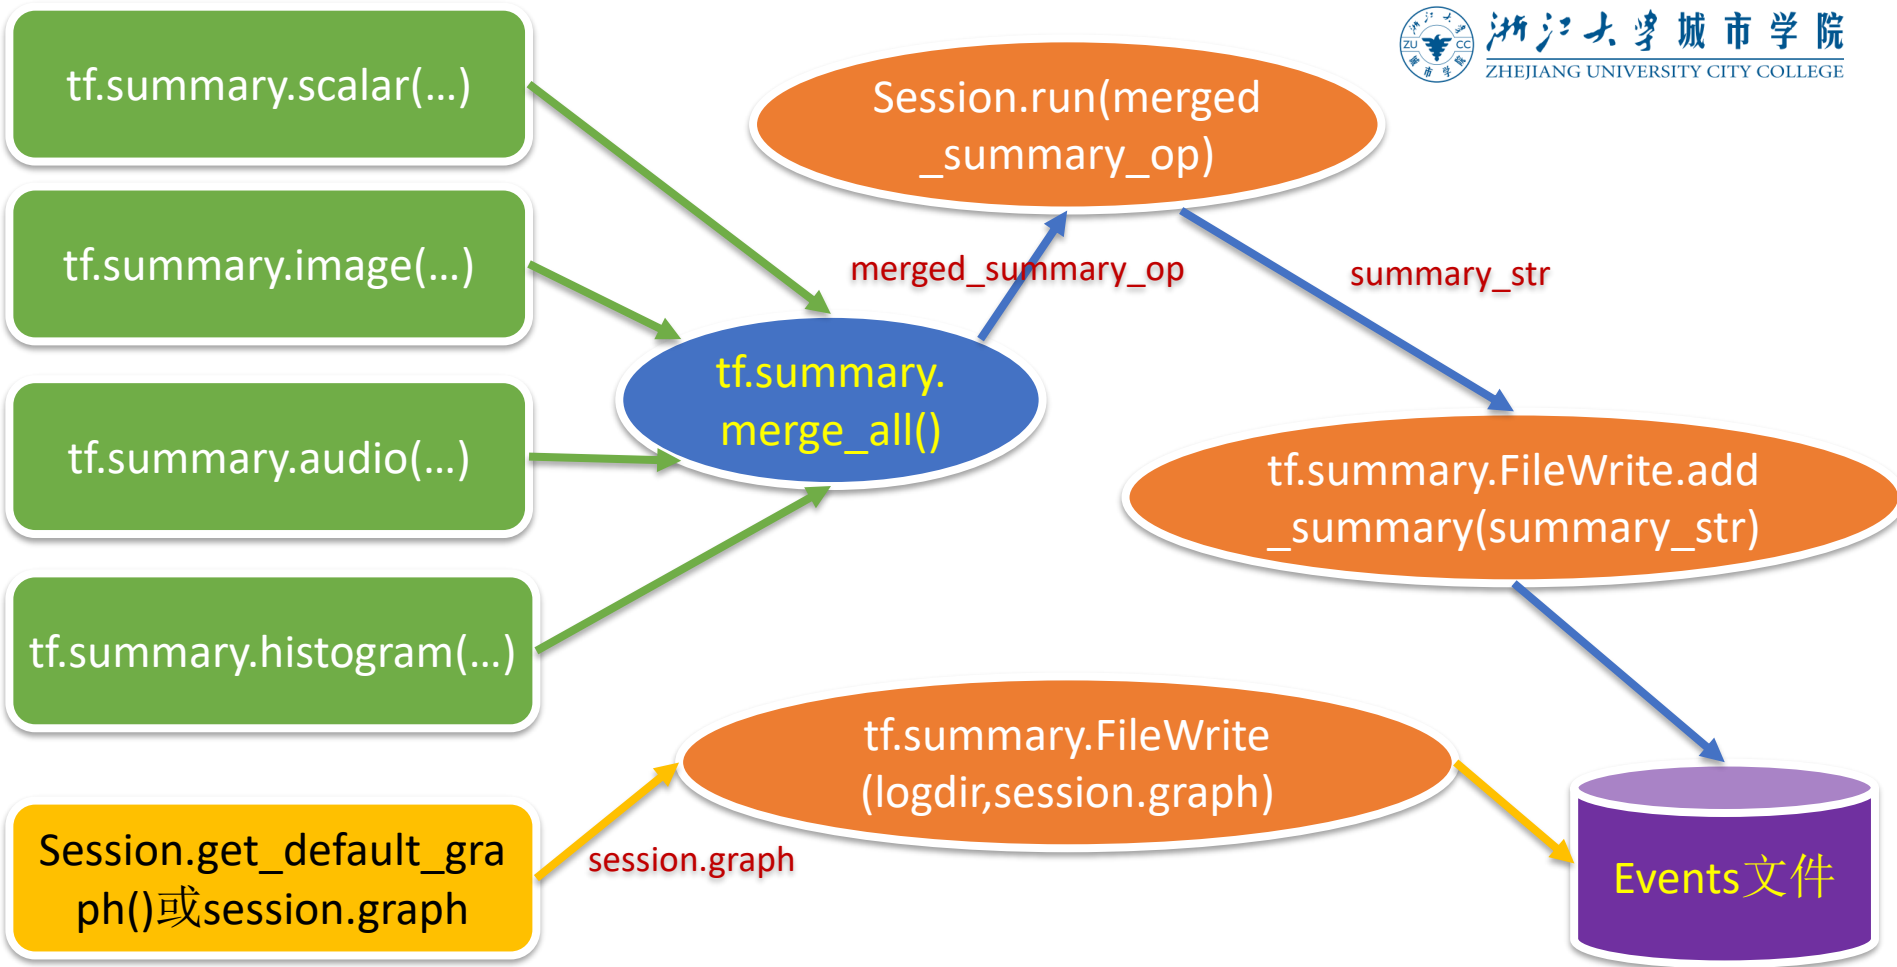 浙江大学城市学院
ZHEJIANG UNIVERSITY CITY COLLEGE
ZU
CC
tf.summary.scalar(...)
Session.run(merged
_summary_op)
tf.summary.image(...)
merged_summary_op
summary_str
tf.summary.
merge_all()
tf.summary.audio(...)
tf.summary.FileWrite.add
_summary(summary_str)
tf.summary.histogram(...)
tf.summary.FileWrite
(logdir,session.graph)
Session.get_default_gra
ph()或session.graph
session.graph
Events文件